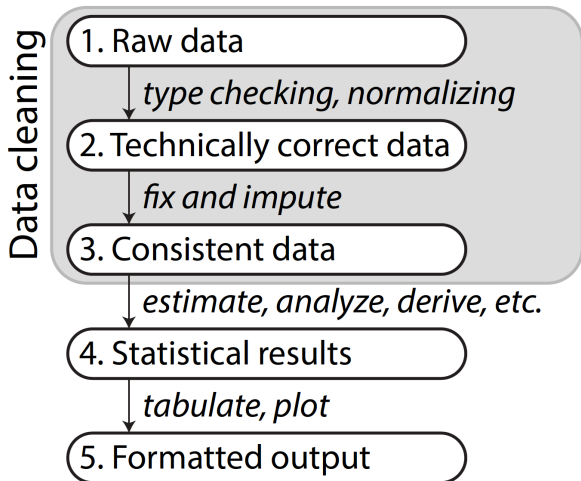 Data cleaning
1. Raw data
type checking, normalizing
2. Technically correct data
fix and impute
3. Consistent data
estimate, analyze, derive, etc.
4. Statistical results
tabulate, plot
5. Formatted output